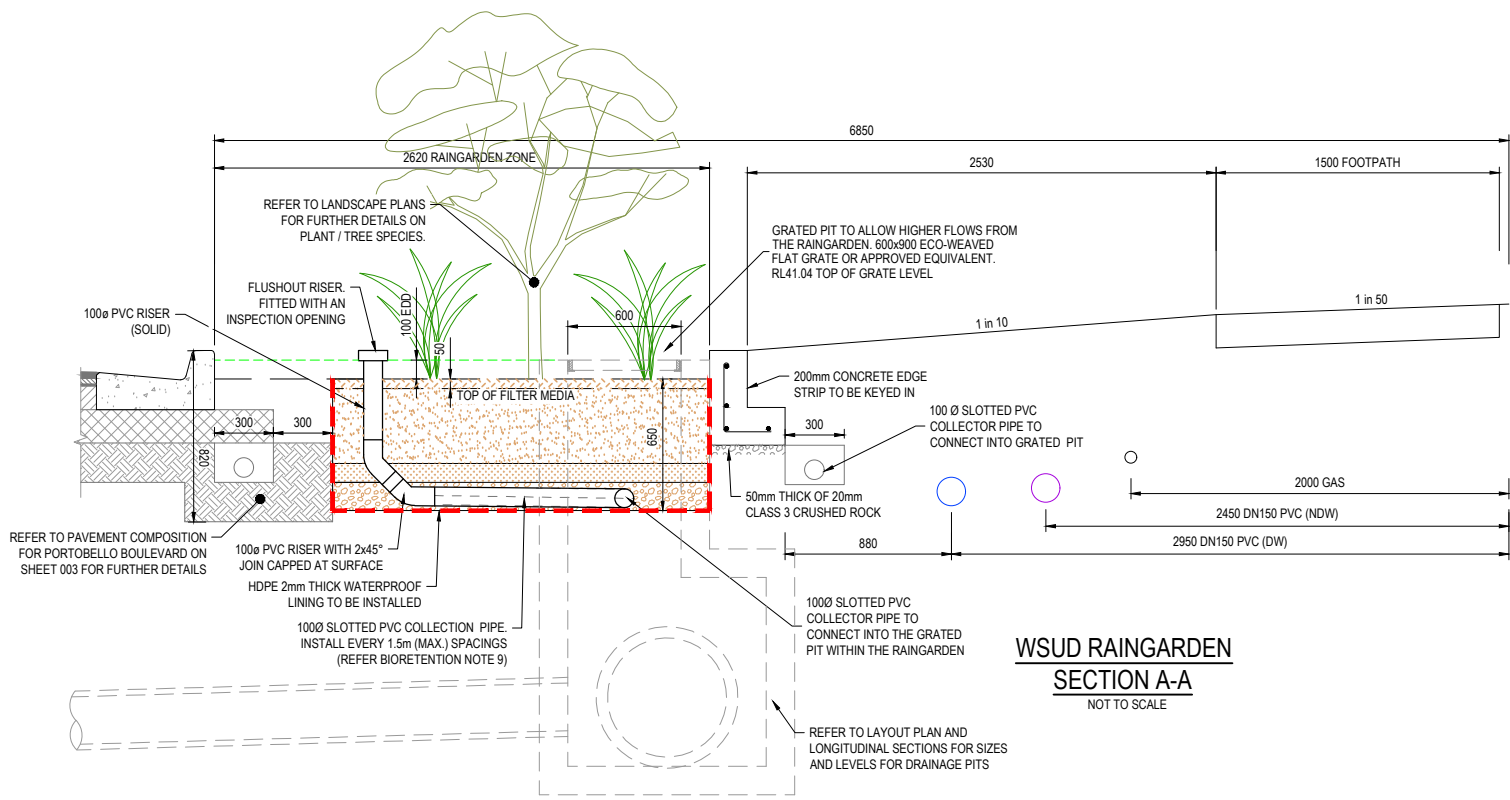 6850
2620 RAINGARDEN ZONE
2530
1500 FOOTPATH
REFER TO LANDSCAPE PLANS
FOR FURTHER DETAILS ON
PLANT / TREE SPECIES.
GRATED PIT TO ALLOW HIGHER FLOWS FROM
THE RAINGARDEN. 600x900 ECO-WEAVED
FLAT GRATE OR APPROVED EQUIVALENT.
RL41.04 TOP OF GRATE LEVEL
FLUSHOUT RISER.
FITTED WITH AN
INSPECTION OPENING
100ø PVC RISER
(SOLID)
100 EDD
50
600
1 in 10
1 in 50
TOP OF FILTER MEDIA
200mm CONCRETE EDGE
STRIP TO BE KEYED IN
300
300
820
650
300
100 Ø SLOTTED PVC
COLLECTOR PIPE TO
CONNECT INTO GRATED PIT
50mm THICK OF 20mm
CLASS 3 CRUSHED ROCK
2000 GAS
2450 DN150 PVC (NDW)
880
2950 DN150 PVC (DW)
REFER TO PAVEMENT COMPOSITION
FOR PORTOBELLO BOULEVARD ON
SHEET 003 FOR FURTHER DETAILS
100ø PVC RISER WITH 2x45°
JOIN CAPPED AT SURFACE
HDPE 2mm THICK WATERPROOF
LINING TO BE INSTALLED
100Ø SLOTTED PVC COLLECTION PIPE.
INSTALL EVERY 1.5m (MAX.) SPACINGS
(REFER BIORETENTION NOTE 9)
100Ø SLOTTED PVC
COLLECTOR PIPE TO
CONNECT INTO THE GRATED
PIT WITHIN THE RAINGARDEN
WSUD RAINGARDEN
SECTION A-A
NOT TO SCALE
REFER TO LAYOUT PLAN AND
LONGITUDINAL SECTIONS FOR SIZES
AND LEVELS FOR DRAINAGE PITS